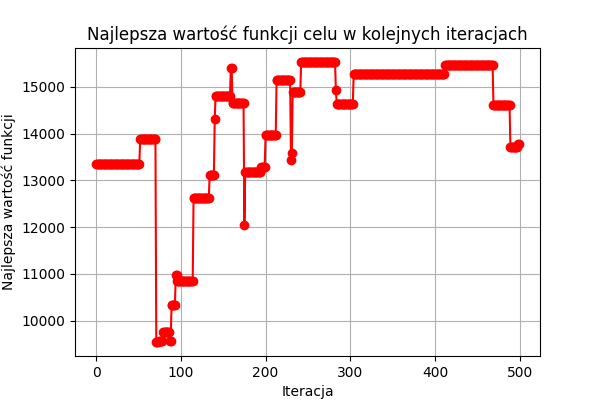 Najlepsza wartość funkcji celu w kolejnych iteracjach
Najlepsza wartość funkcji
15000
14000
13000
12000
11000
10000
0 100 200 300 400 500
Iteracja